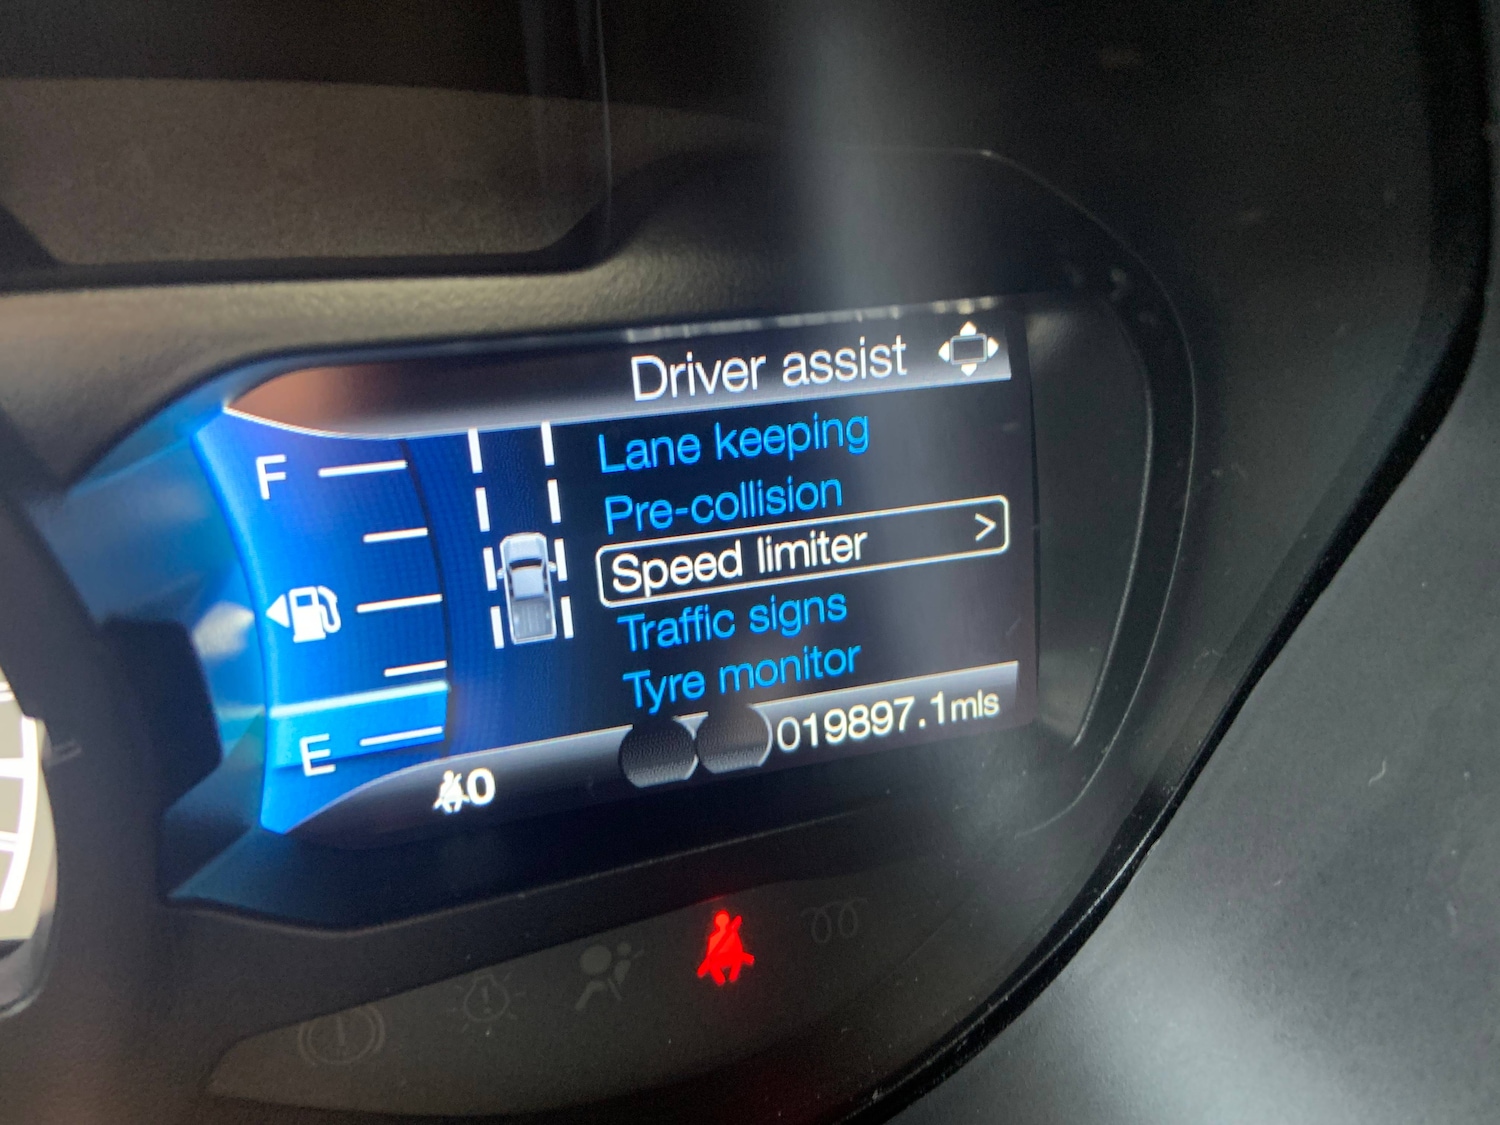 Driver assist
F
Lane keeping
Pre-collision
Speed limiter >
Traffic signs
Tyre monitor
E
019897.1mls
0